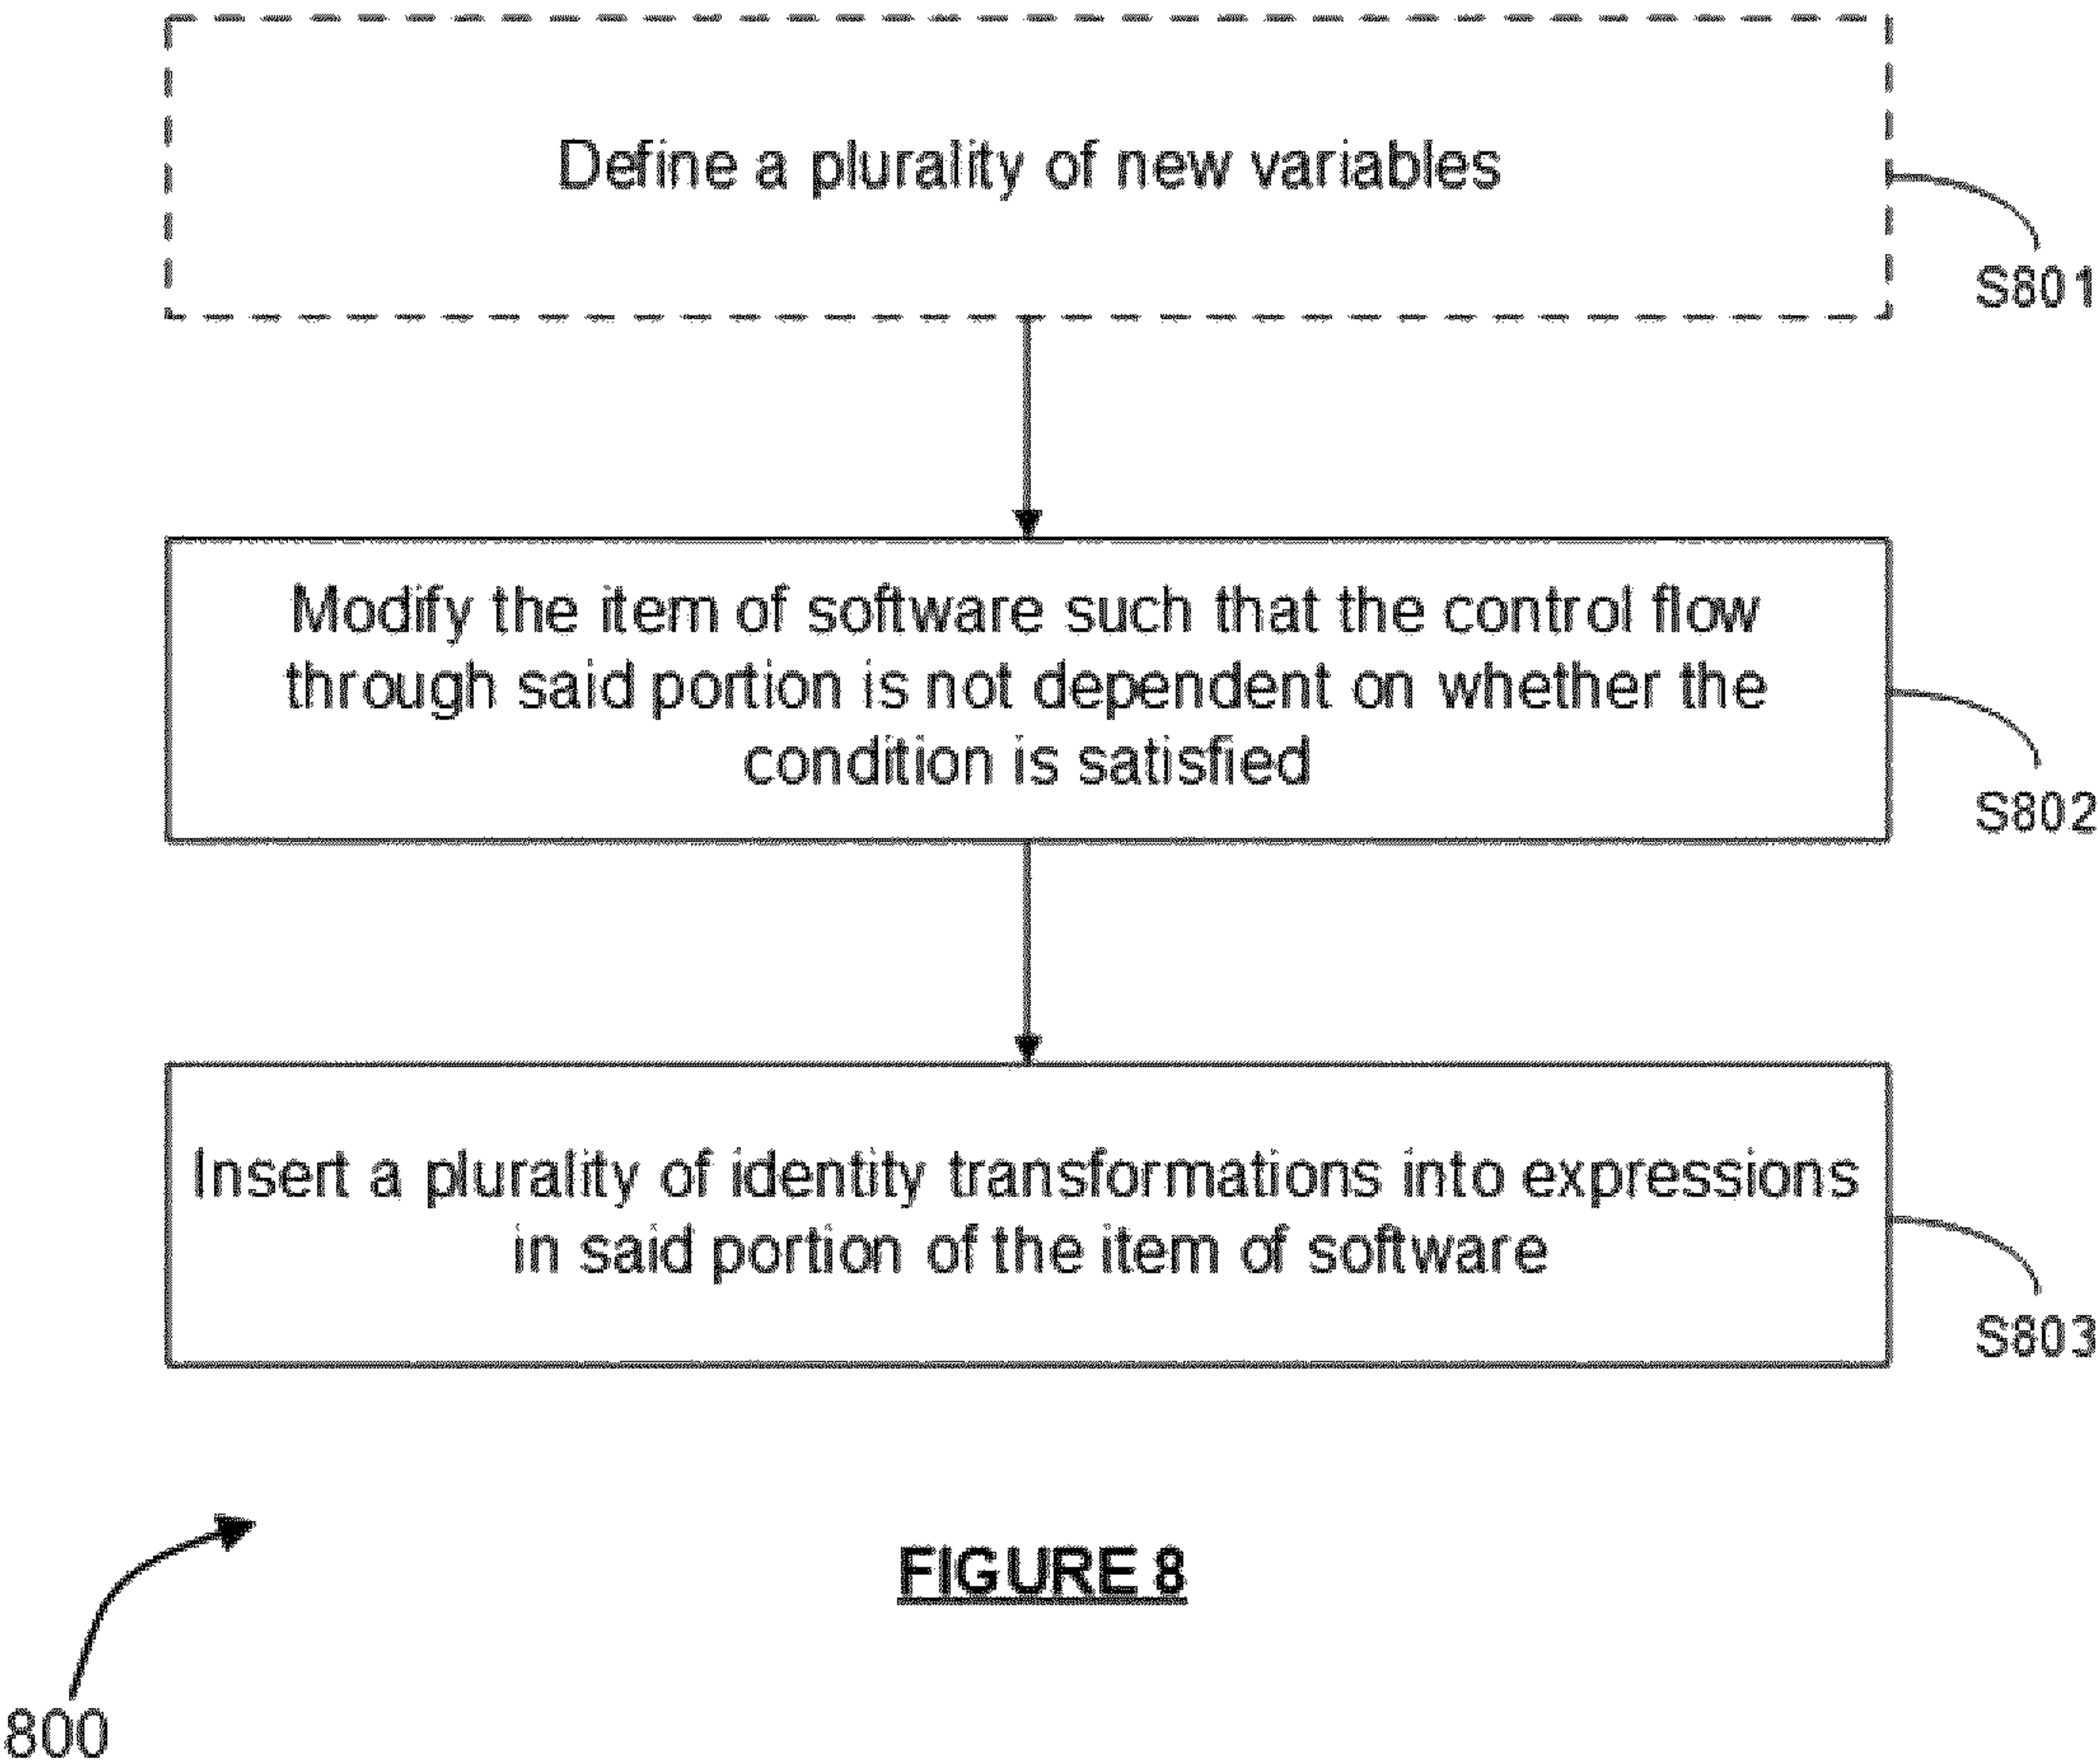 Define a plurality of new variables
S801
Modify the item of software such that the control flow
through said portion is not dependent on whether the
condition is satisfied
S802
Insert a plurality of identity transformations into expressions
in said portion of the item of software
S803
FIGURE 8
800